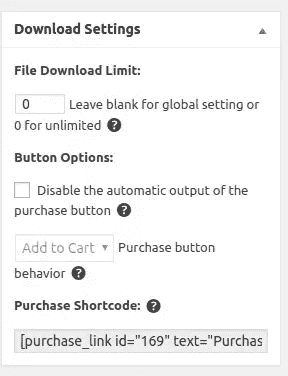 Download Settings
File Download Limit:
0 Leave blank for global setting or
0 for unlimited ?
Button Options:
Disable the automatic output of the
purchase button ?
Add to Cart Purchase button
behavior ?
Purchase Shortcode: ?
[purchase_link id="169" text="Purchas